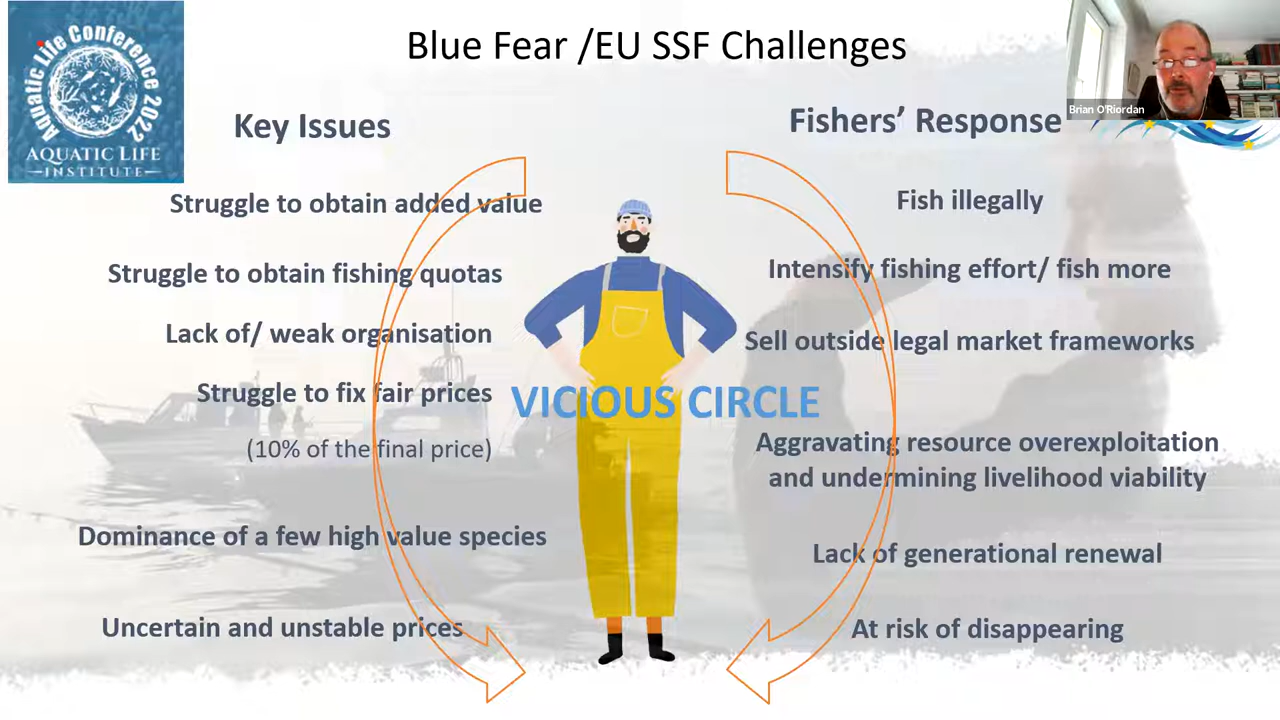 Aquatic Life Conference 2022
AQUATIC LIFE
INSTITUTE
Blue Fear /EU SSF Challenges
Brian O'Riordan
Key Issues
Struggle to obtain added value
Struggle to obtain fishing quotas
Lack of/ weak organisation
Struggle to fix fair prices
(10% of the final price)
Dominance of a few high value species
Uncertain and unstable prices
VICIOUS CIRCLE
Fishers’ Response
Fish illegally
Intensify fishing effort/ fish more
Sell outside legal market frameworks
Aggravating resource overexploitation
and undermining livelihood viability
Lack of generational renewal
At risk of disappearing